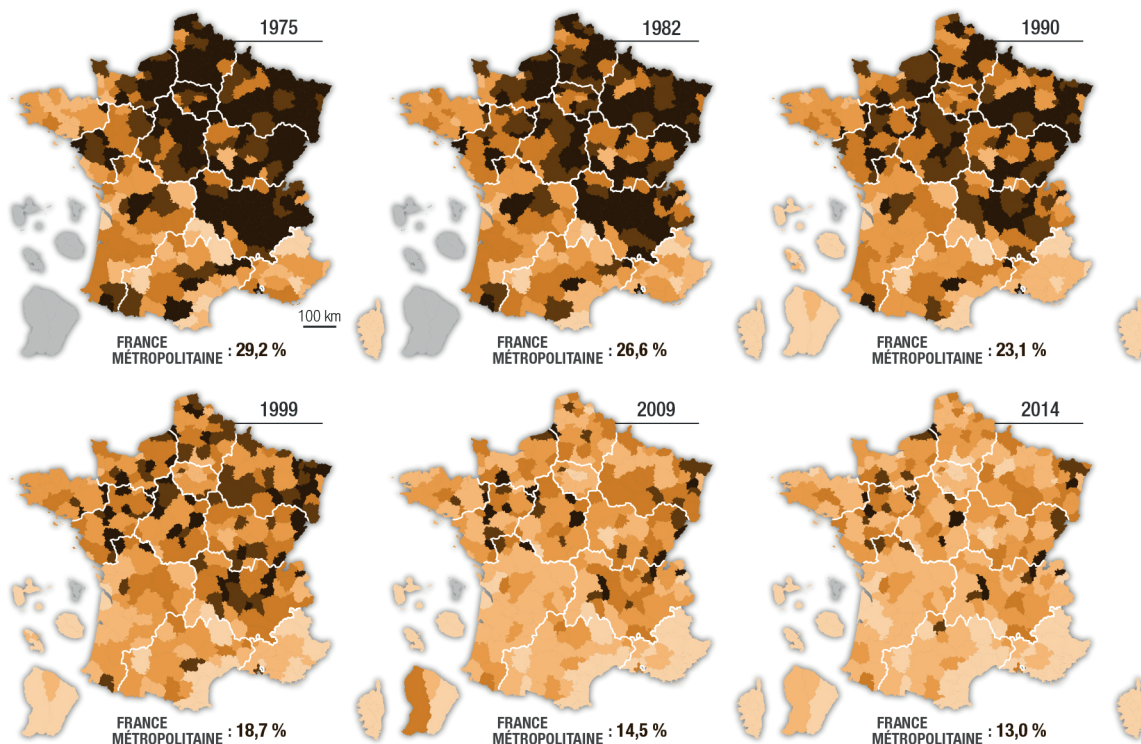 1975
1982
1990
100 km
FRANCE
MÉTROPOLITAINE : 29,2 %
FRANCE
MÉTROPOLITAINE : 26,6 %
FRANCE
MÉTROPOLITAINE : 23,1 %
1999
2009
2014
FRANCE
MÉTROPOLITAINE : 18,7 %
FRANCE
MÉTROPOLITAINE : 14,5 %
FRANCE
MÉTROPOLITAINE : 13,0 %